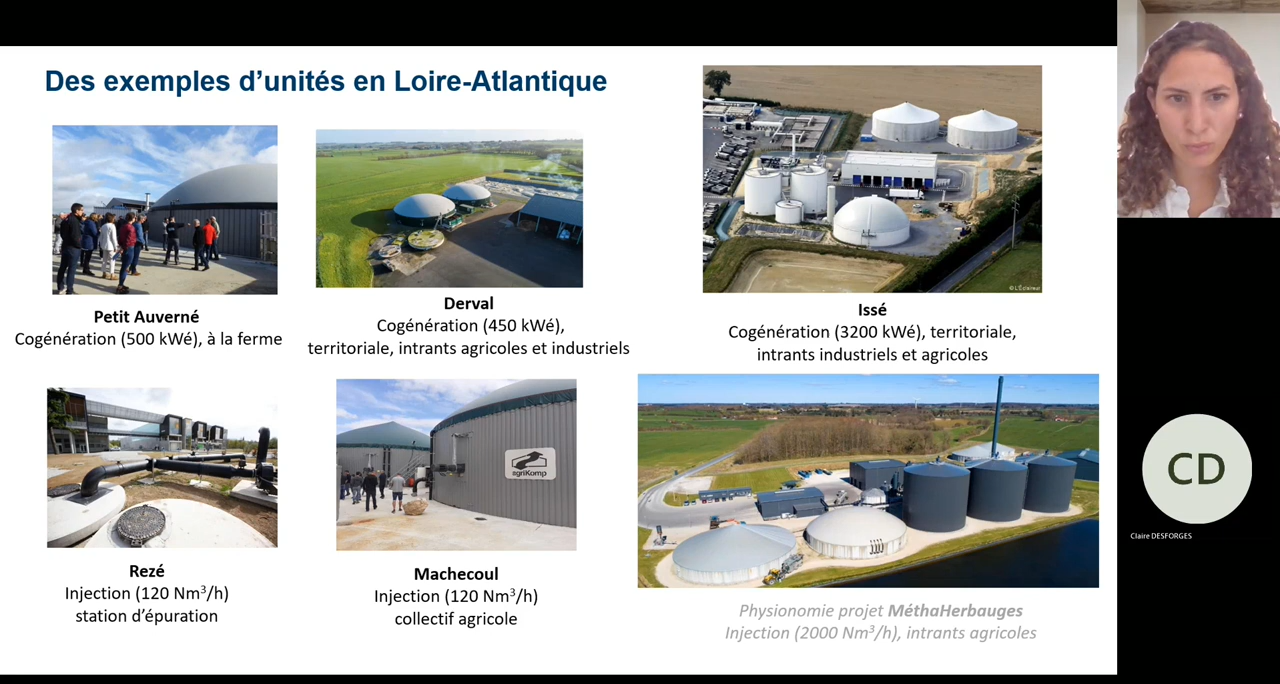 Des exemples d’unités en Loire-Atlantique
© L'Éclaireur
Petit Auverné
Cogénération (500 kWé), à la ferme
Derval
Cogénération (450 kWé),
territoriale, intrants agricoles et industriels
Issé
Cogénération (3200 kWé), territoriale,
intrants industriels et agricoles
agriKomp
Rezé
Injection (120 Nm³/h)
station d’épuration
Machecoul
Injection (120 Nm³/h)
collectif agricole
Physionomie projet MéthaHerbauges
Injection (2000 Nm³/h), intrants agricoles
CD
Claire DESFORGES